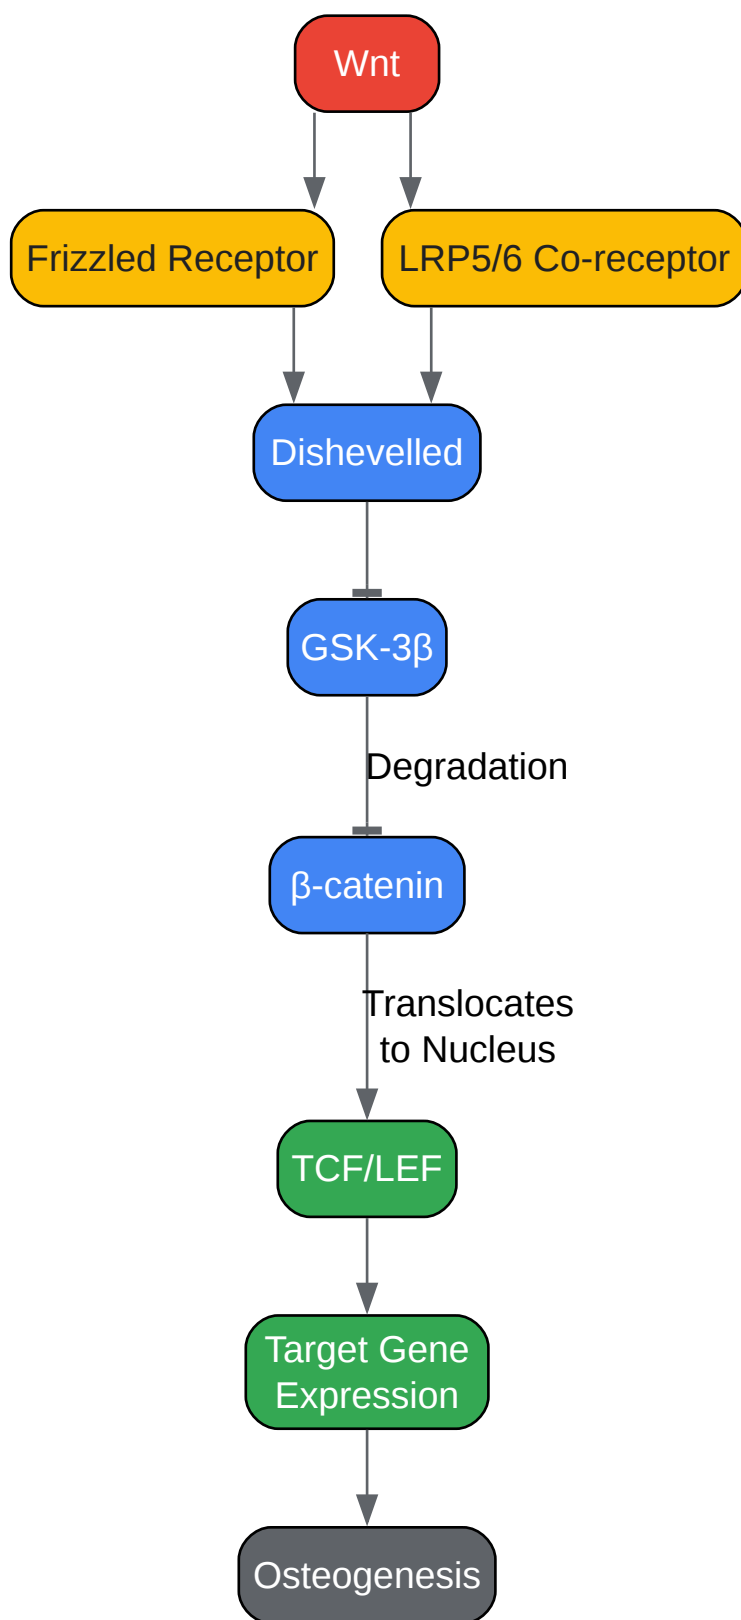 Wnt
Frizzled Receptor
LRP5/6 Co-receptor
Dishevelled
GSK-3β
Degradation
β-catenin
Translocates
to Nucleus
TCF/LEF
Target Gene
Expression
Osteogenesis